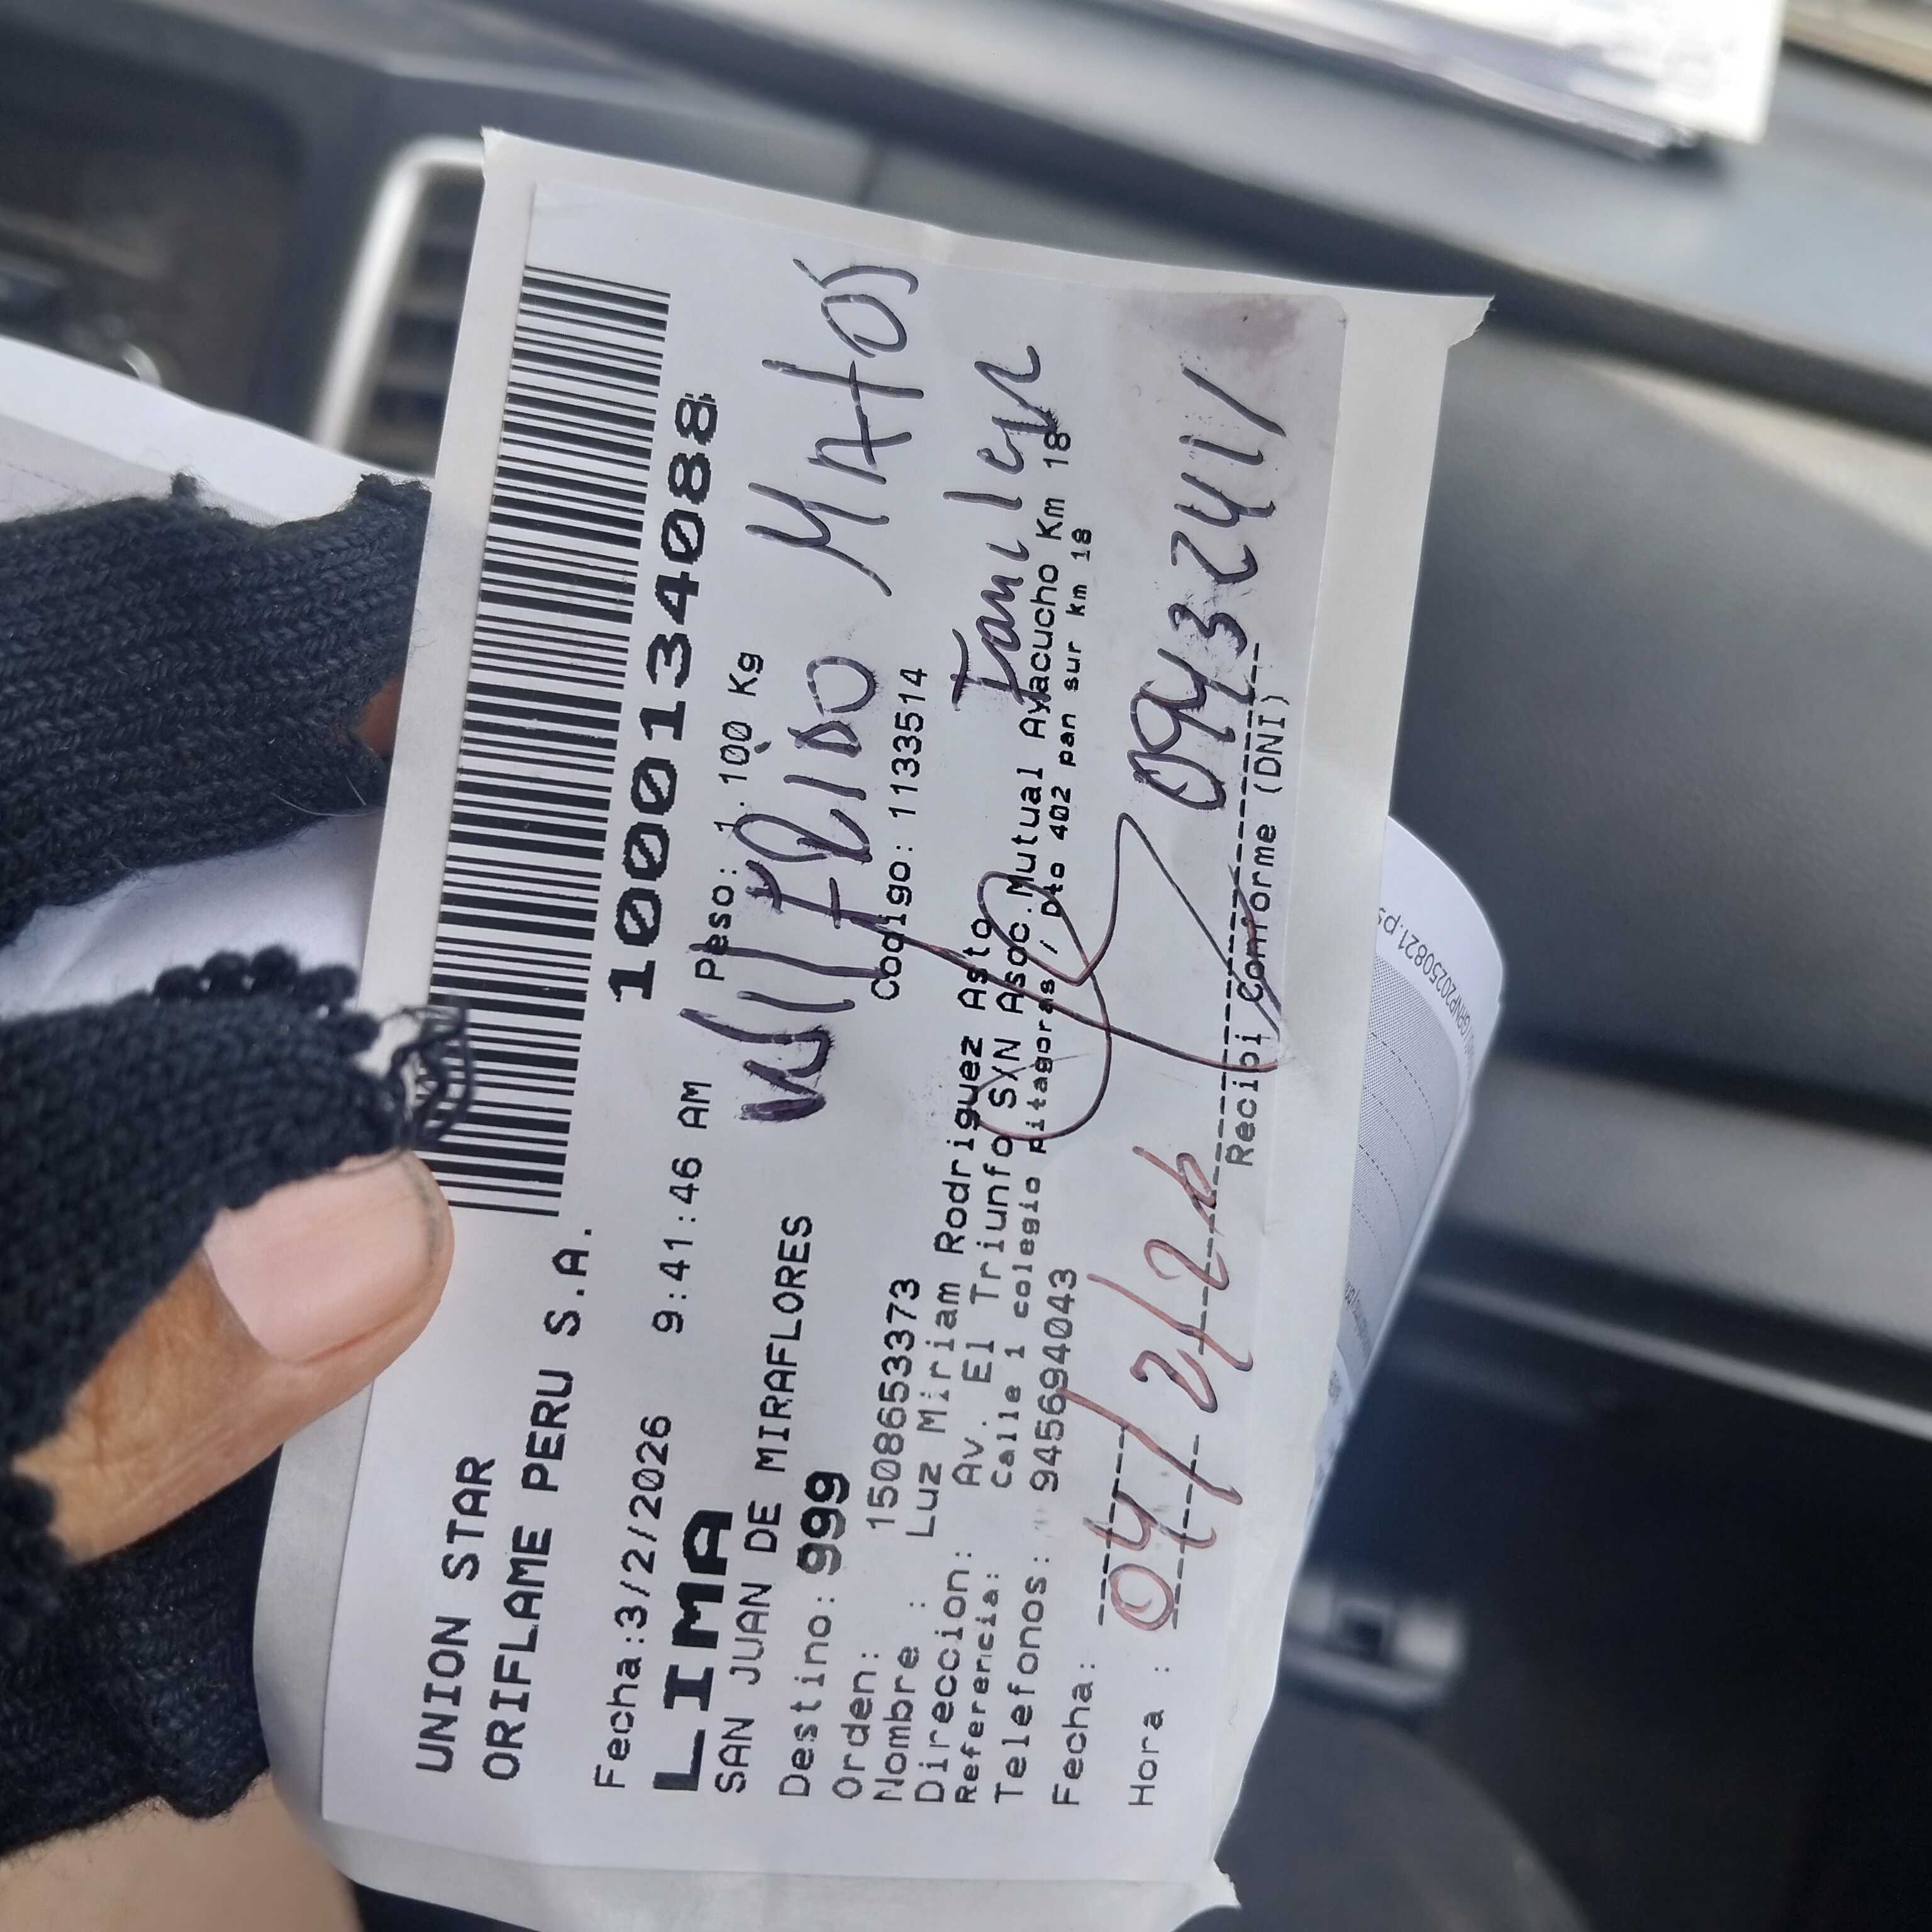 UNION STAR
ORIFLAME PERU S.A.
1000134088
Fecha:3/2/2026 9:41:46 AM Peso: 1.100 Kg
LIMA
SAN JUAN DE MIRAFLORES
WilFRIDO MATOS
Destino: 999
Orden: 1508653373 Codigo: 1133514
Nombre : Luz Miriam Rodriguez Asto
Familiar
Direccion: Av. El Triunfo S/N Asoc.Mutual Ayacucho Km 18
Referencia: Calle 1 colegio pitagoras, Dto 402 pan sur km 18
Telefonos: 945694043
Fecha:
04/2/26
09432411
Hora :
Recibi Conforme (DNI)